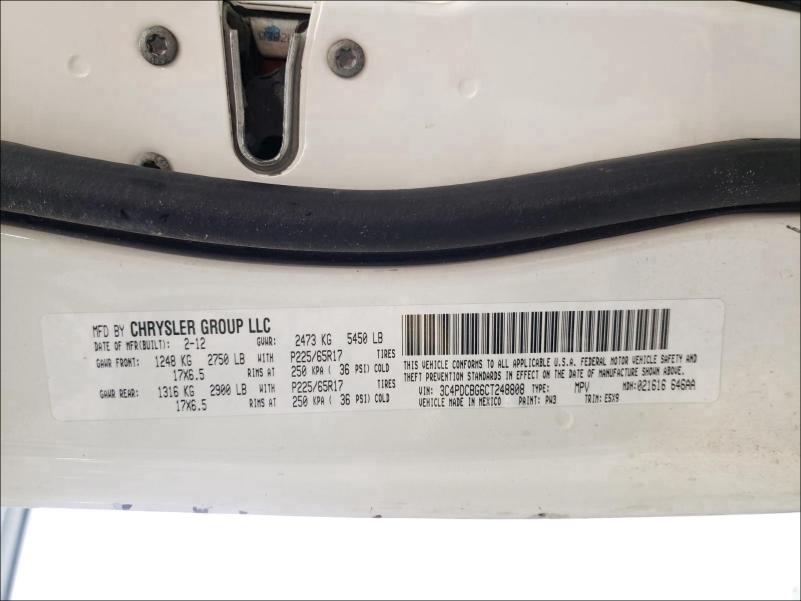 MFD BY CHRYSLER GROUP LLC
DATE OF MFR(BUILT): 2-12 GVWR: 2473 KG 5450 LB
GAWR FRONT: 1248 KG 2750 LB WITH P225/65R17 TIRES
17X6.5 RIMS AT 250 KPA ( 36 PSI) COLD
GAWR REAR: 1316 KG 2900 LB WITH P225/65R17 TIRES
17X6.5 RIMS AT 250 KPA ( 36 PSI) COLD
THIS VEHICLE CONFORMS TO ALL APPLICABLE U.S.A. FEDERAL MOTOR VEHICLE SAFETY AND
THEFT PREVENTION STANDARDS IN EFFECT ON THE DATE OF MANUFACTURE SHOWN ABOVE.
VIN: 3C4PDCBG6CT248808 TYPE: MPV MDH: 021616 646AA
VEHICLE MADE IN MEXICO PAINT: PW3 TRIM: E5X9